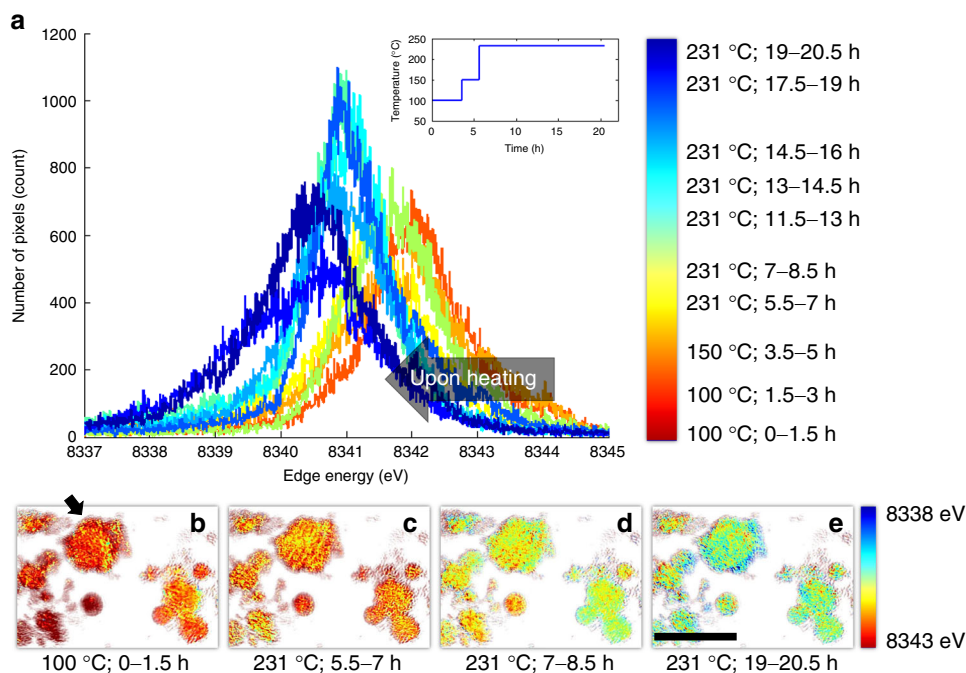 a
1200
1000
800
600
400
200
0
Number of pixels (count)
8337 8338 8339 8340 8341 8342 8343 8344 8345
Edge energy (eV)
Upon heating
250
200
150
100
50
Temperature (°C)
0 5 10 15 20
Time (h)
231 °C; 19–20.5 h
231 °C; 17.5–19 h
231 °C; 14.5–16 h
231 °C; 13–14.5 h
231 °C; 11.5–13 h
231 °C; 7–8.5 h
231 °C; 5.5–7 h
150 °C; 3.5–5 h
100 °C; 1.5–3 h
100 °C; 0–1.5 h
b
c
d
e
8338 eV
8343 eV
100 °C; 0–1.5 h
231 °C; 5.5–7 h
231 °C; 7–8.5 h
231 °C; 19–20.5 h